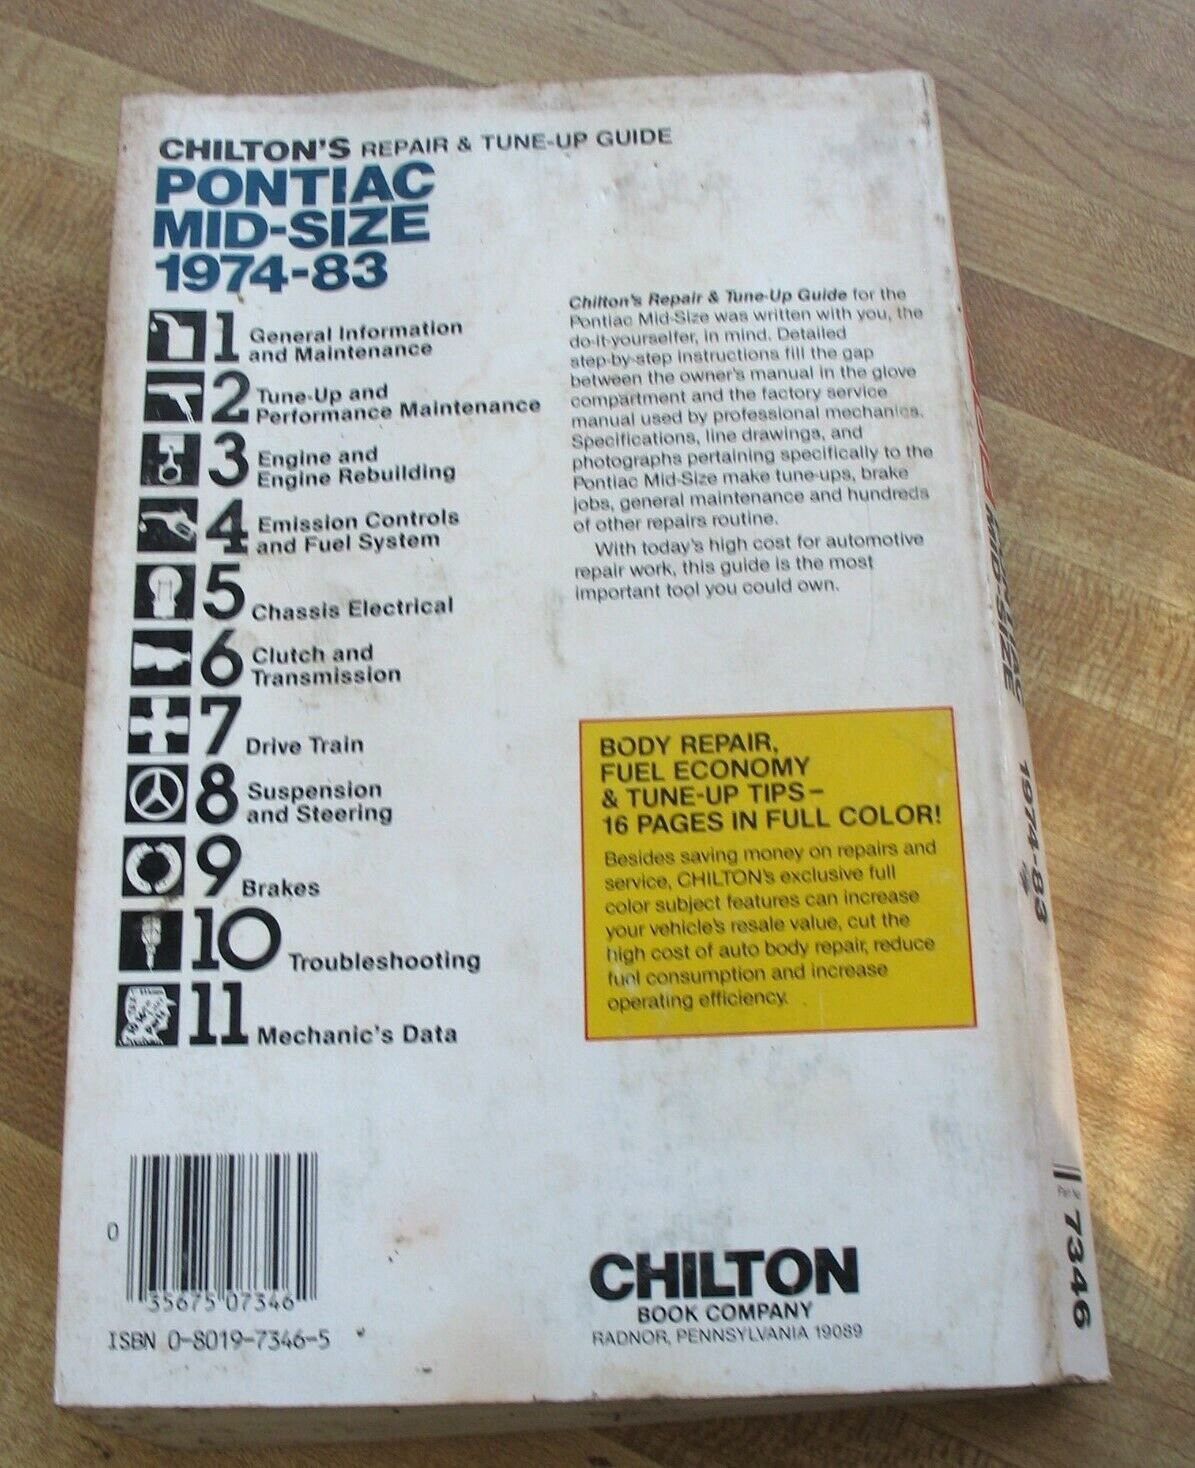 CHILTON'S REPAIR & TUNE-UP GUIDE
PONTIAC
MID-SIZE
1974-83
1 General Information
and Maintenance
2 Tune-Up and
Performance Maintenance
3 Engine and
Engine Rebuilding
4 Emission Controls
and Fuel System
5 Chassis Electrical
6 Clutch and
Transmission
7 Drive Train
8 Suspension
and Steering
9 Brakes
10 Troubleshooting
11 Mechanic's Data
Chilton's Repair & Tune-Up Guide for the
Pontiac Mid-Size was written with you, the
do-it-yourselfer, in mind. Detailed
step-by-step instructions fill the gap
between the owner's manual in the glove
compartment and the factory service
manual used by professional mechanics.
Specifications, line drawings, and
photographs pertaining specifically to the
Pontiac Mid-Size make tune-ups, brake
jobs, general maintenance and hundreds
of other repairs routine.
With today's high cost for automotive
repair work, this guide is the most
important tool you could own.
BODY REPAIR,
FUEL ECONOMY
& TUNE-UP TIPS–
16 PAGES IN FULL COLOR!
Besides saving money on repairs and
service, CHILTON's exclusive full
color subject features can increase
your vehicle's resale value, cut the
high cost of auto body repair, reduce
fuel consumption and increase
operating efficiency.
0
35675 07346
ISBN 0-8019-7346-5
CHILTON
BOOK COMPANY
RADNOR, PENNSYLVANIA 19089
PONTIAC
MID-SIZE
1974-83
Part No.
7346